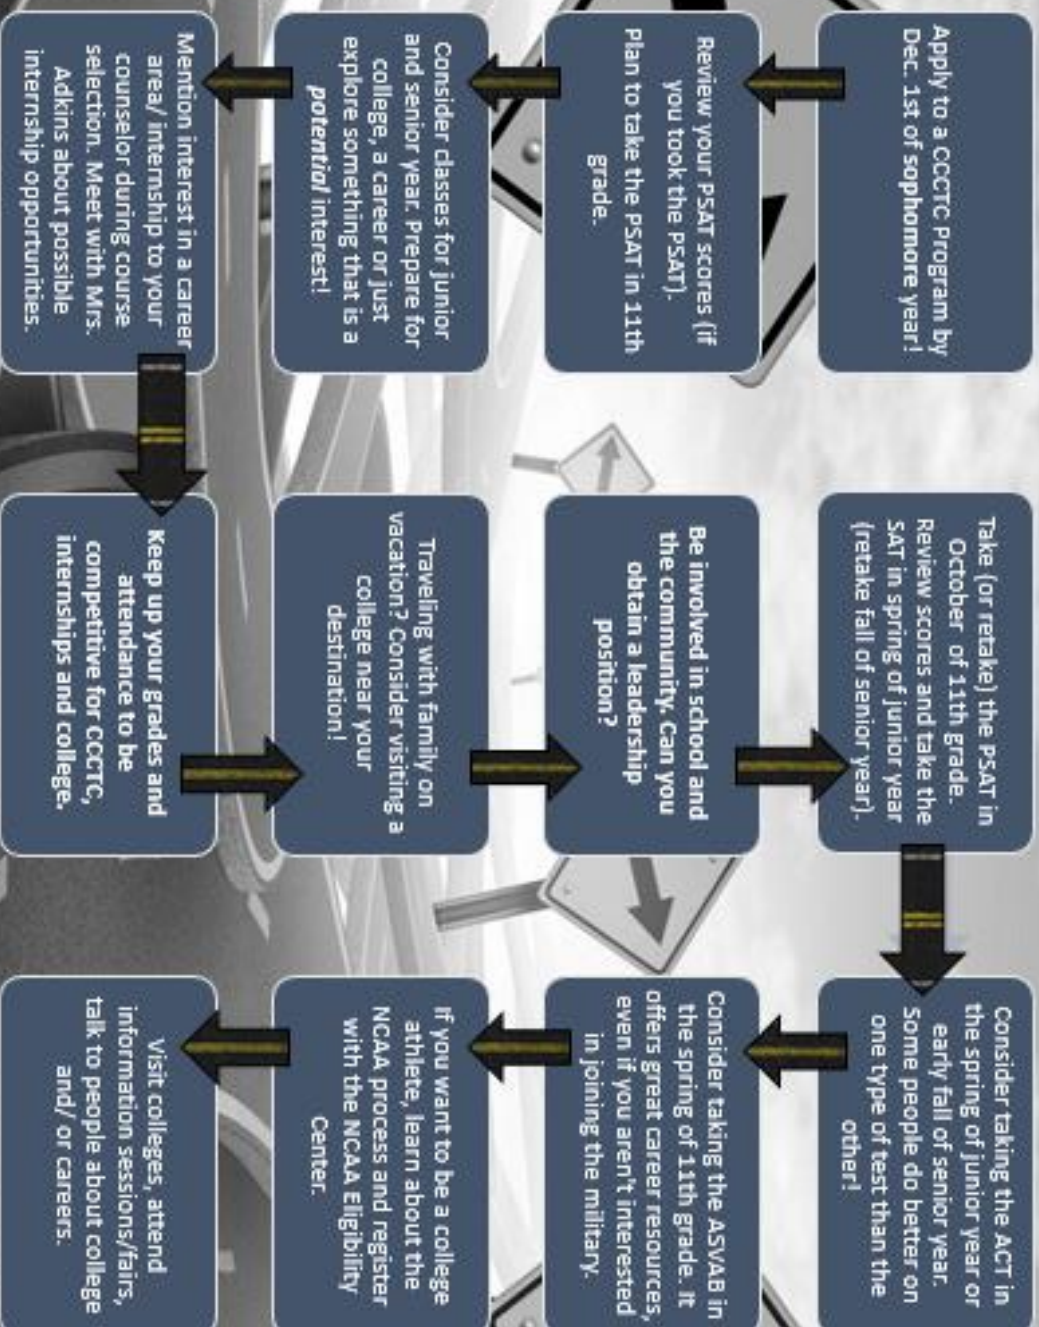 Apply to a CCCTC Program by
Dec. 1st of sophomore year!
Review your PSAT scores (if
you took the PSAT).
Plan to take the PSAT in 11th
grade.
Consider classes for junior
and senior year. Prepare for
college, a career or just
explore something that is a
potential interest!
Mention interest in a career
area/ internship to your
counselor during course
selection. Meet with Mrs.
Adkins about possible
internship opportunities.
Keep up your grades and
attendance to be
competitive for CCCTC,
internships and college.
Traveling with family on
vacation? Consider visiting a
college near your
destination!
Be involved in school and
the community. Can you
obtain a leadership
position?
Take (or retake) the PSAT in
October of 11th grade.
Review scores and take the
SAT in spring of junior year
(retake fall of senior year).
Consider taking the ACT in
the spring of junior year or
early fall of senior year.
Some people do better on
one type of test than the
other!
Consider taking the ASVAB in
the spring of 11th grade. It
offers great career resources,
even if you aren't interested
in joining the military.
If you want to be a college
athlete, learn about the
NCAA process and register
with the NCAA Eligibility
Center.
Visit colleges, attend
information sessions/fairs,
talk to people about college
and/ or careers.